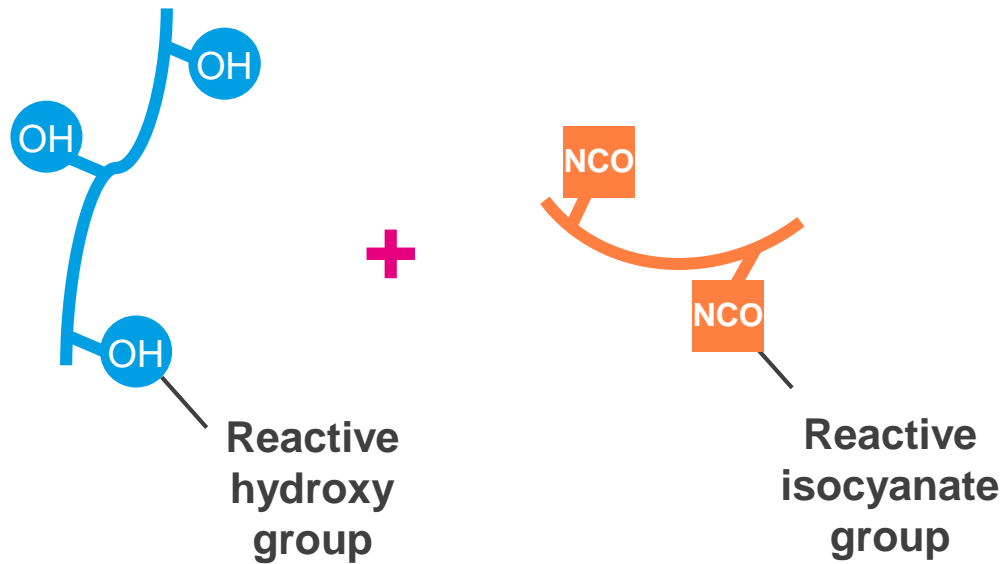 OH
OH
NCO
+
NCO
OH
Reactive
hydroxy
group
Reactive
isocyanate
group